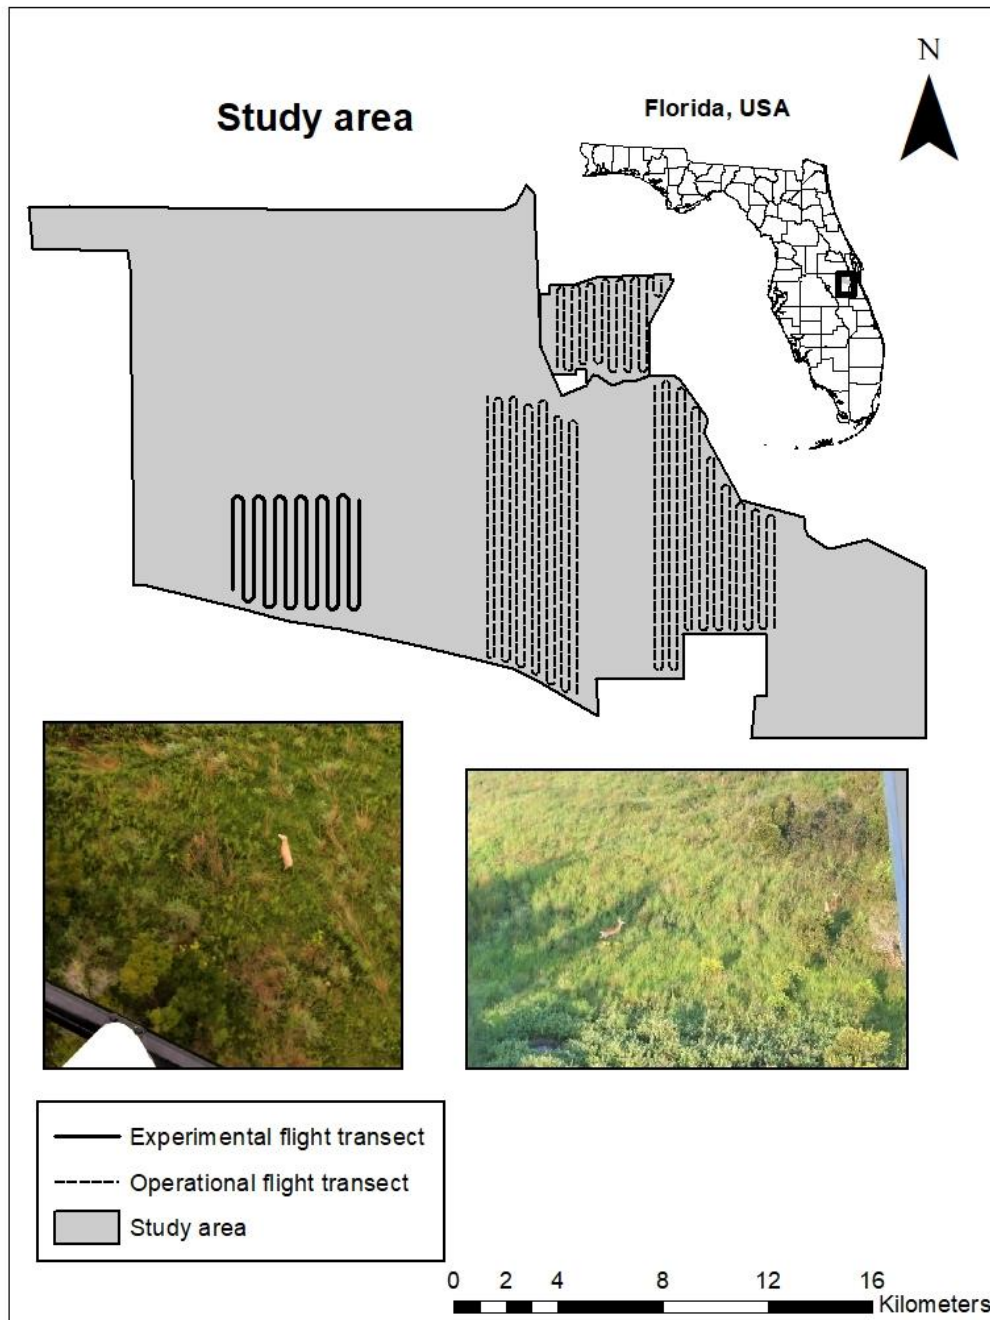 N
Study area
Florida, USA
Experimental flight transect
Operational flight transect
Study area
0 2 4 8 12 16
Kilometers